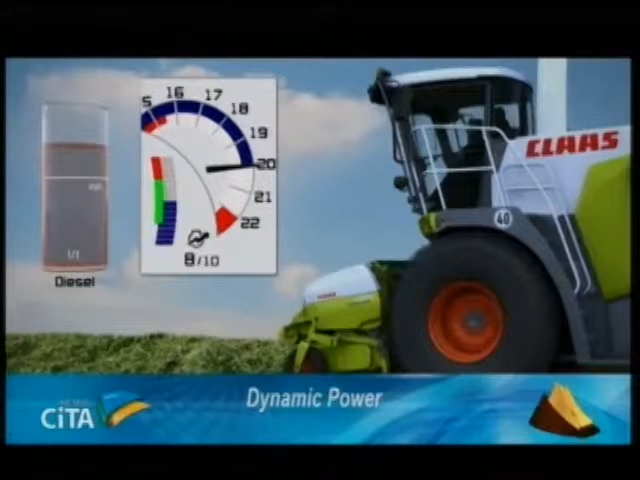 5 16 17 18 19 20 21 22
8/10
1/1
Diesel
CLAAS
40
Dynamic Power
CiTA